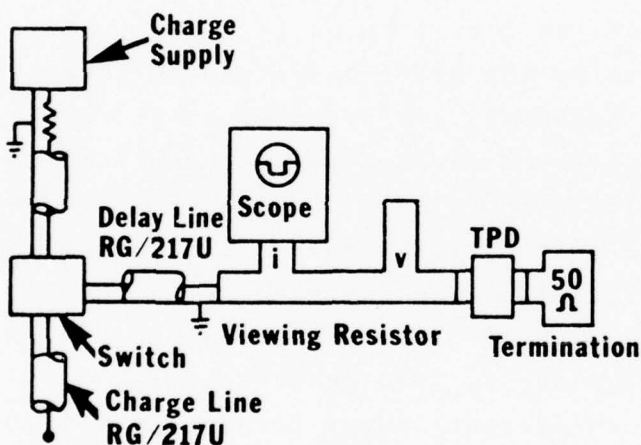 Charge
Supply
Scope
Delay Line
RG/217U
i
v
TPD
50
Ω
Viewing Resistor
Termination
Switch
Charge Line
RG/217U